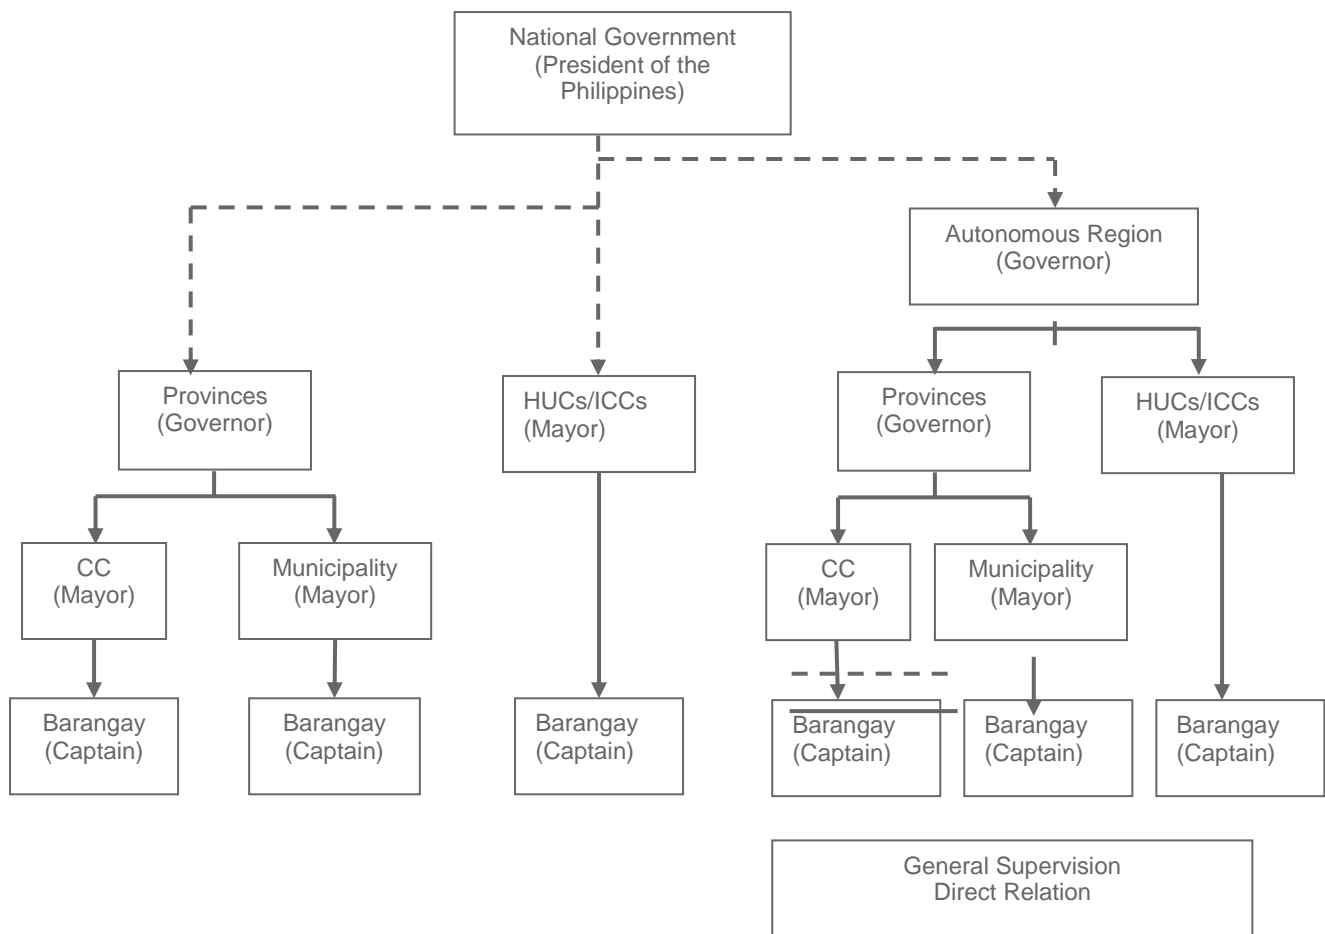 National Government
(President of the
Philippines)
Autonomous Region
(Governor)
Provinces
(Governor)
HUCs/ICCs
(Mayor)
Provinces
(Governor)
HUCs/ICCs
(Mayor)
CC
(Mayor)
Municipality
(Mayor)
CC
(Mayor)
Municipality
(Mayor)
Barangay
(Captain)
Barangay
(Captain)
Barangay
(Captain)
Barangay
(Captain)
Barangay
(Captain)
Barangay
(Captain)
General Supervision
Direct Relation